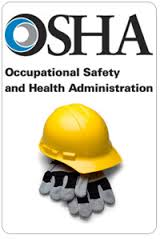 OSHA
Occupational Safety
and Health Administration